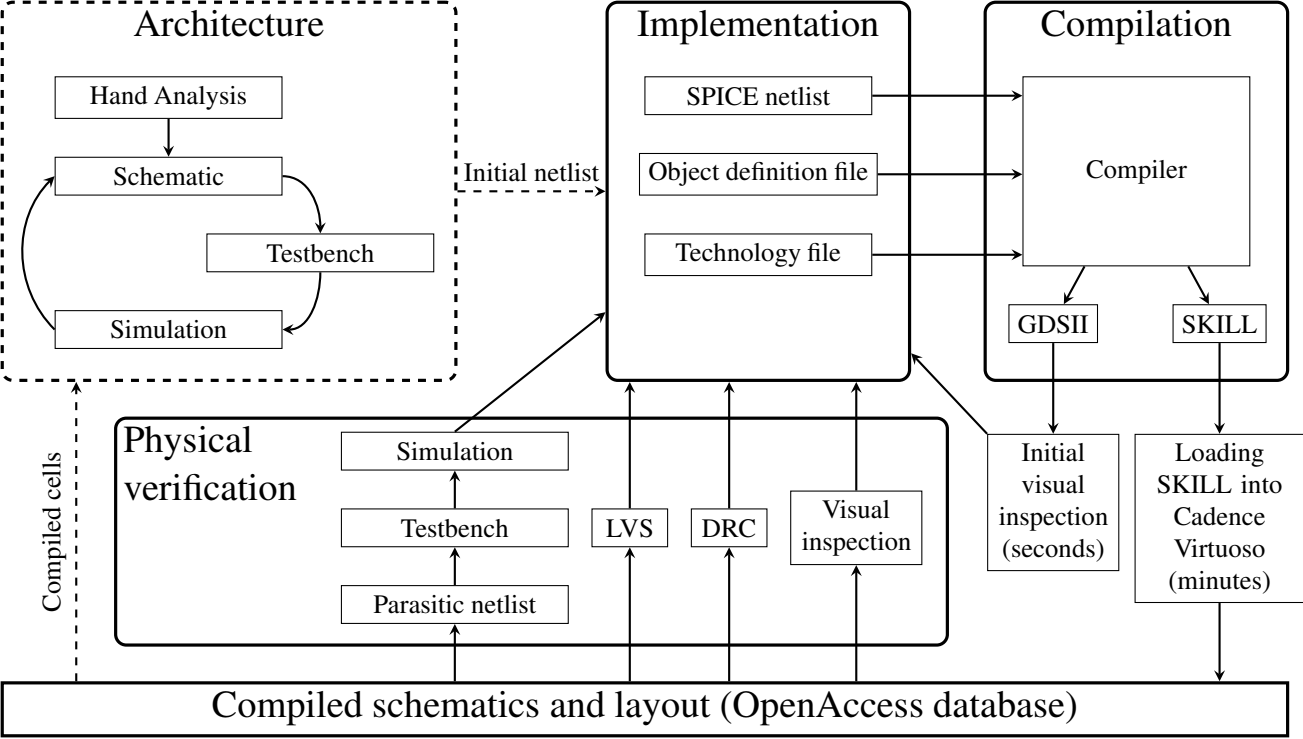 Architecture
Hand Analysis
Schematic
Testbench
Simulation
Initial netlist
Implementation
SPICE netlist
Object definition file
Technology file
Compilation
Compiler
GDSII
SKILL
Compiled cells
Physical
verification
Simulation
Testbench
Parasitic netlist
LVS
DRC
Visual
inspection
Initial
visual
inspection
(seconds)
Loading
SKILL into
Cadence
Virtuoso
(minutes)
Compiled schematics and layout (OpenAccess database)